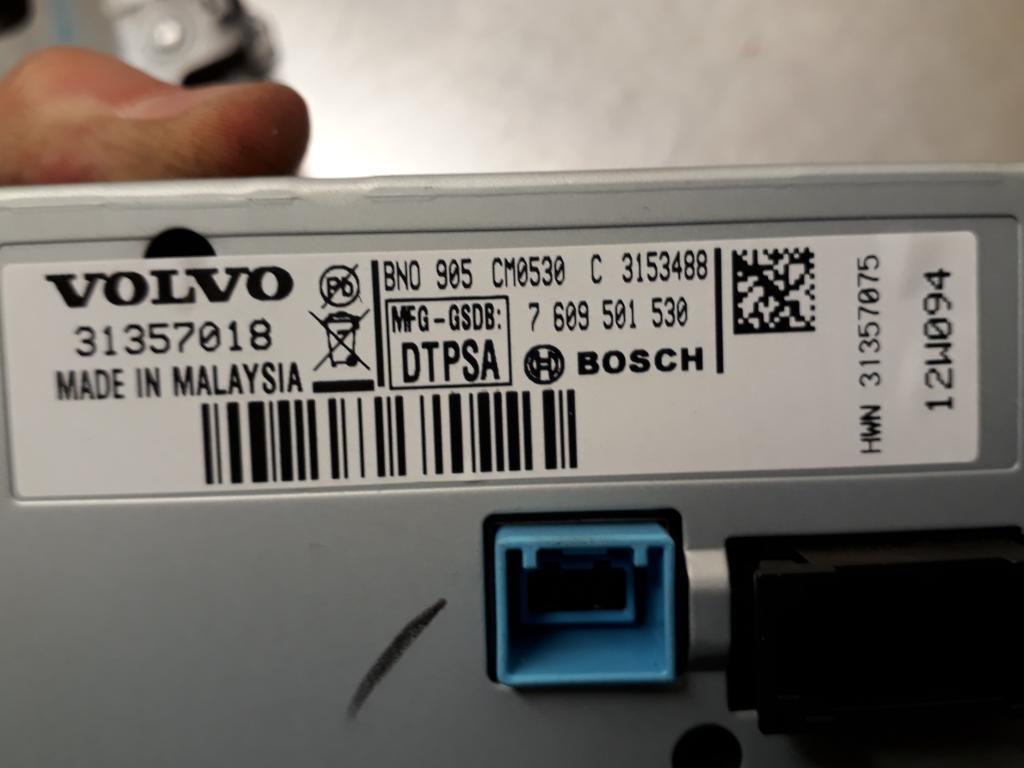 VOLVO
31357018
MADE IN MALAYSIA
Pb
BNO 905 CM0530 C 3153488
MFG-GSDB:
DTPSA
7 609 501 530
BOSCH
HWN 31357075
12W094